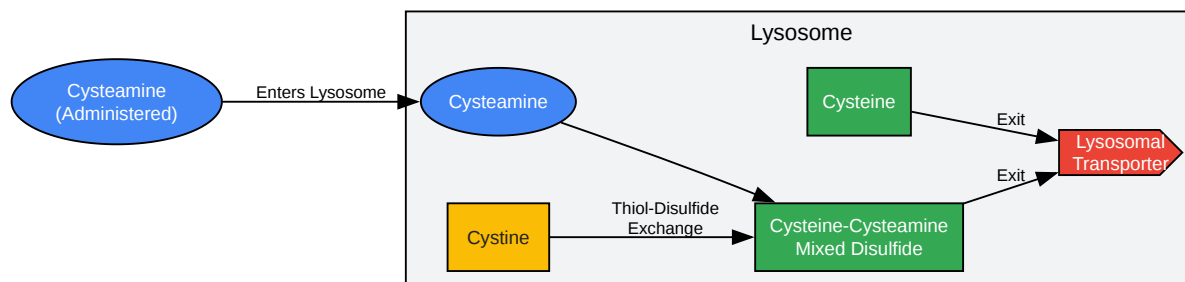 Lysosome
Cysteamine
(Administered)
Enters Lysosome
Cysteamine
Cysteine
Exit
Lysosomal
Transporter
Exit
Thiol-Disulfide
Exchange
Cystine
Cysteine-Cysteamine
Mixed Disulfide